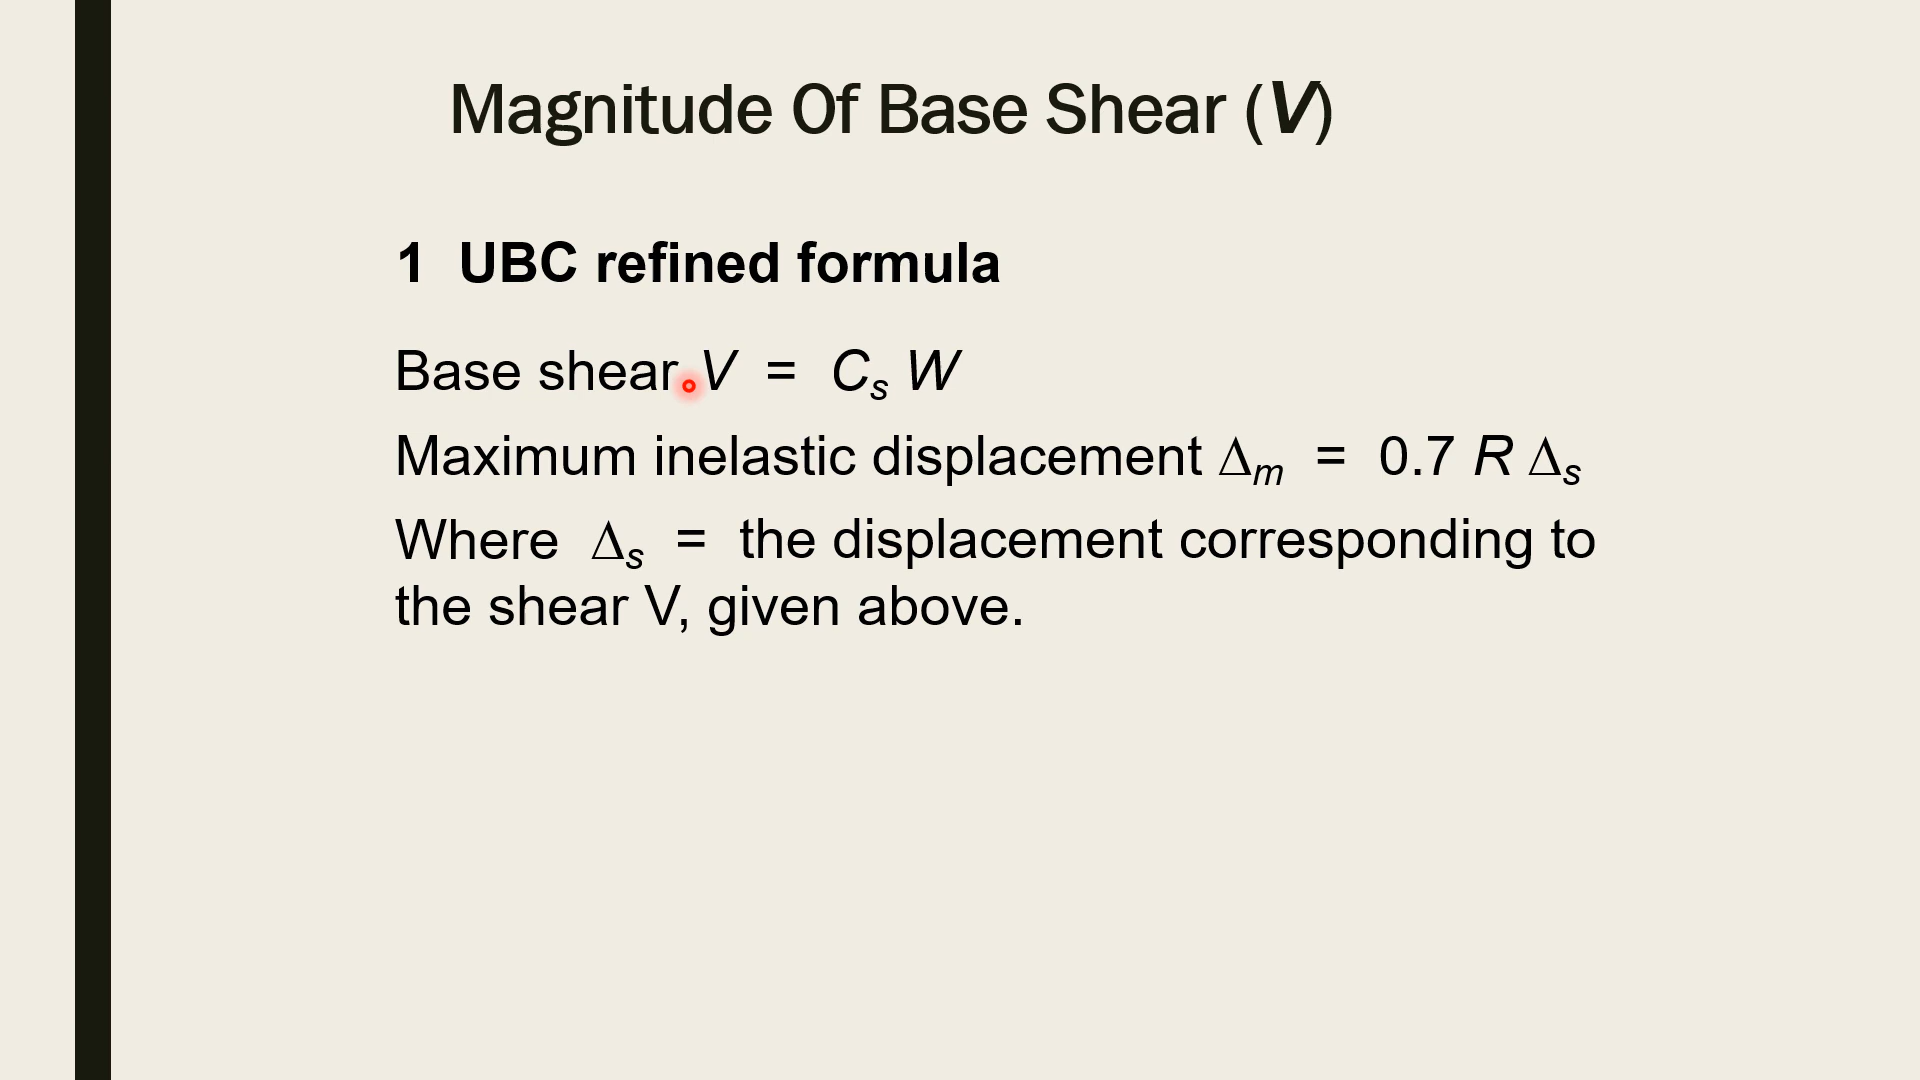 Magnitude Of Base Shear (V)
1 UBC refined formula
Base shear V = Cₛ W
Maximum inelastic displacement Δₘ = 0.7 R Δₛ
Where Δₛ = the displacement corresponding to
the shear V, given above.